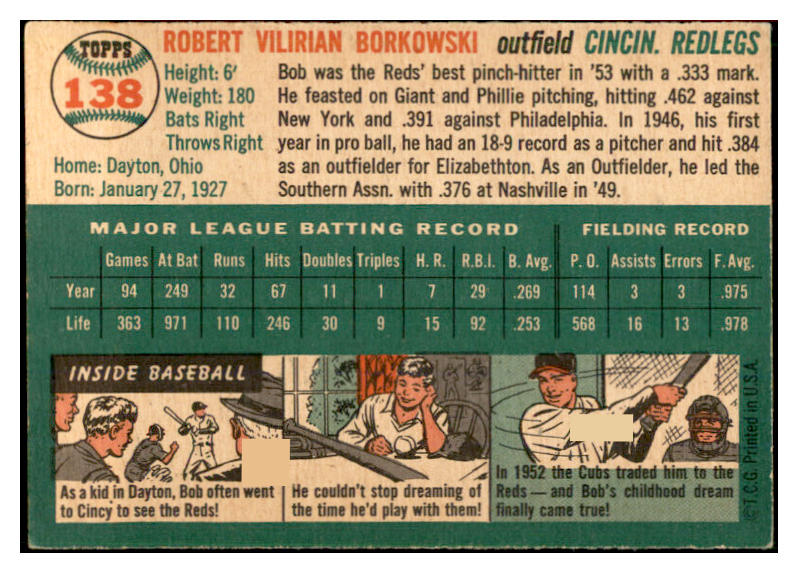 TOPPS
138
ROBERT VILIRIAN BORKOWSKI outfield CINCIN. REDLEGS
Height: 6'
Weight: 180
Bats Right
Throws Right
Home: Dayton, Ohio
Born: January 27, 1927
Bob was the Reds' best pinch-hitter in '53 with a .333 mark.
He feasted on Giant and Phillie pitching, hitting .462 against
New York and .391 against Philadelphia. In 1946, his first
year in pro ball, he had an 18-9 record as a pitcher and hit .384
as an outfielder for Elizabethton. As an Outfielder, he led the
Southern Assn. with .376 at Nashville in '49.
MAJOR LEAGUE BATTING RECORD FIELDING RECORD
Games At Bat Runs Hits Doubles Triples H. R. R.B.I. B. Avg. P. O. Assists Errors F. Avg.
Year 94 249 32 67 11 1 7 29 .269 114 3 3 .975
Life 363 971 110 246 30 9 15 92 .253 568 16 13 .978
INSIDE BASEBALL
As a kid in Dayton, Bob often went
to Cincy to see the Reds!
He couldn't stop dreaming of
the time he'd play with them!
In 1952 the Cubs traded him to the
Reds — and Bob's childhood dream
finally came true!
©T.C.G. Printed in U.S.A.